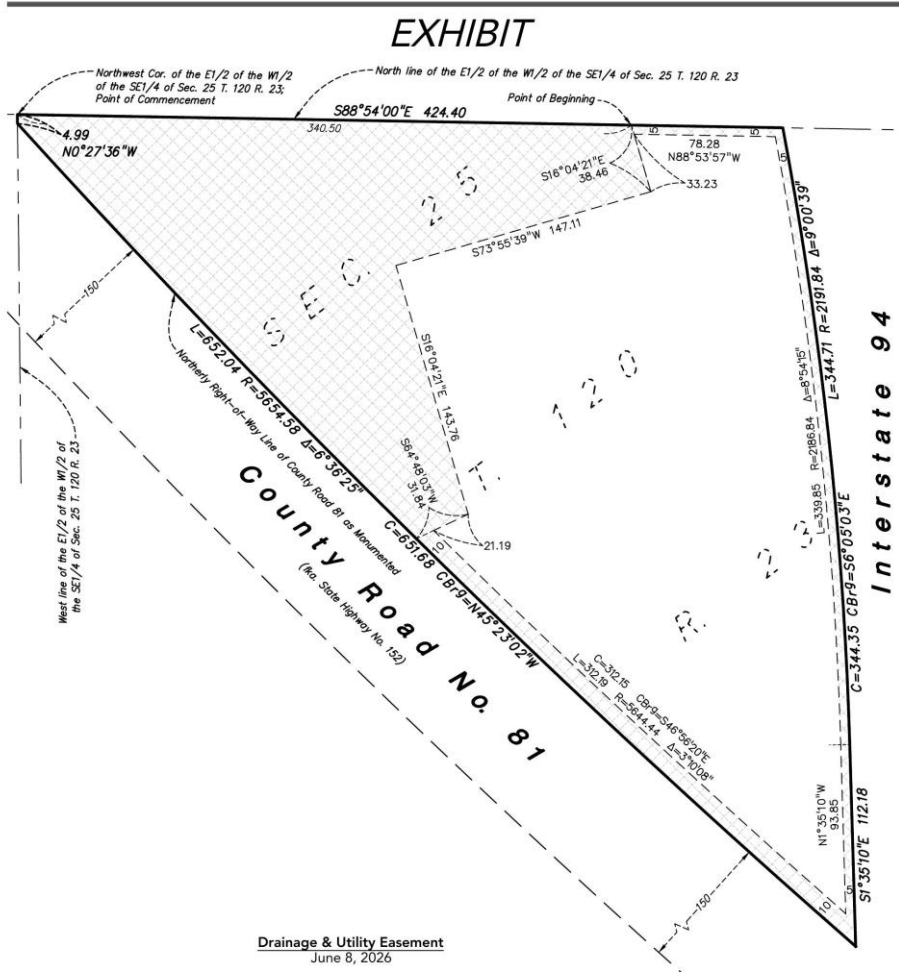 EXHIBIT
Northwest Cor. of the E1/2 of the W1/2
of the SE1/4 of Sec. 25 T. 120 R. 23;
Point of Commencement
North line of the E1/2 of the W1/2 of the SE1/4 of Sec. 25 T. 120 R. 23
Point of Beginning
S88°54'00"E 424.40
340.50
4.99
N0°27'36"W
5
5
78.28
N88°53'57"W
5
S16°04'21"E
38.46
33.23
S73°55'39"W 147.11
SEC. 25
T. 120
R. 23
L=344.71 R=2191.84 Δ=9°00'39"
C=344.35 CBrg=S6°05'03"E
L=339.85 R=2186.84 Δ=8°54'15"
Interstate 94
150
L=652.04 R=5654.58 Δ=6°36'25"
C=651.68 CBrg=N45°23'02"W
Northerly Right-of-Way Line of County Road 81 as Monumented
S16°04'21"E 143.76
S64°48'03"W
31.84
21.19
10
West line of the E1/2 of the W1/2 of
the SE1/4 of Sec. 25 T. 120 R. 23
County Road No. 81
(fka. State Highway No. 152)
C=312.15 CBrg=S46°56'20"E
L=312.19 R=5644.44 Δ=3°10'08"
N1°35'10"W
93.85
S1°35'10"E 112.18
5
10
150
Drainage & Utility Easement
June 8, 2026